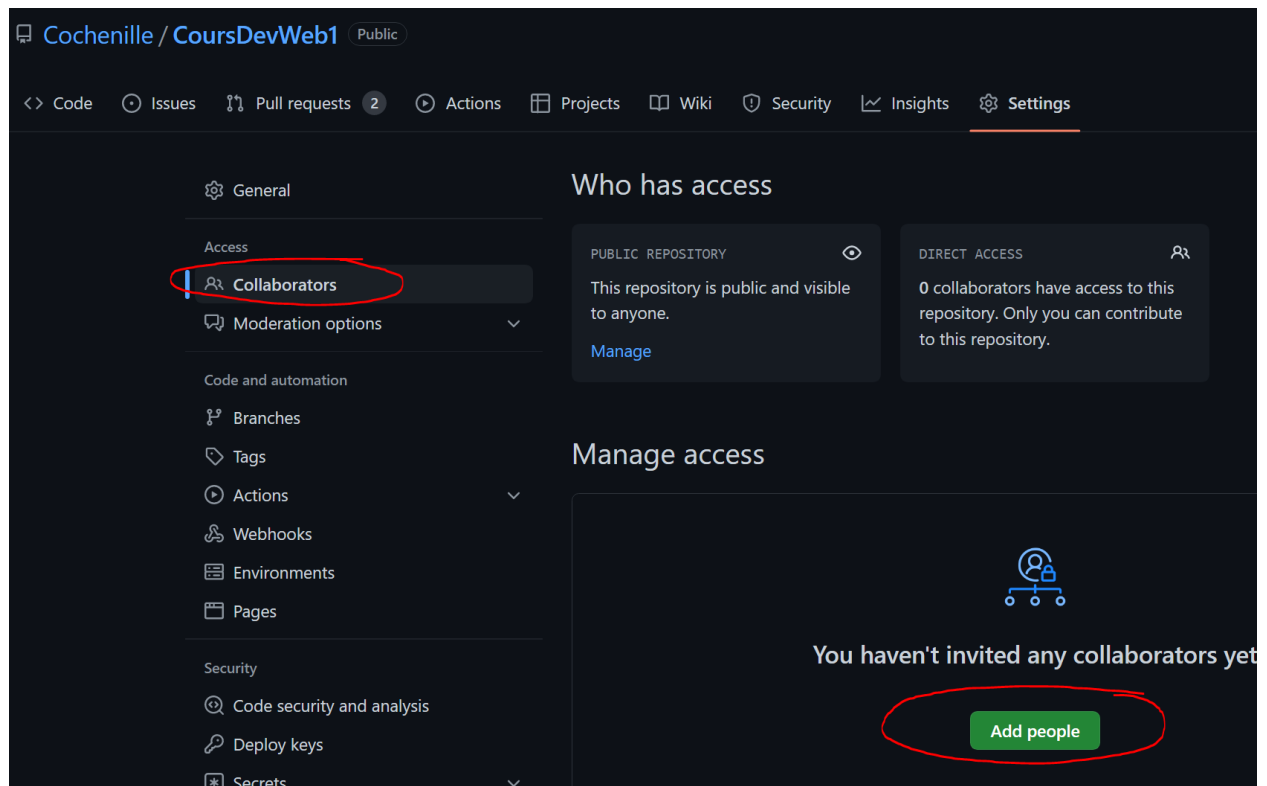 Cochenille / CoursDevWeb1 Public
Code Issues Pull requests 2 Actions Projects Wiki Security Insights Settings
General
Access
Collaborators
Moderation options
Code and automation
Branches
Tags
Actions
Webhooks
Environments
Pages
Security
Code security and analysis
Deploy keys
Secrets
Who has access
PUBLIC REPOSITORY
This repository is public and visible
to anyone.
Manage
DIRECT ACCESS
0 collaborators have access to this
repository. Only you can contribute
to this repository.
Manage access
You haven't invited any collaborators yet
Add people